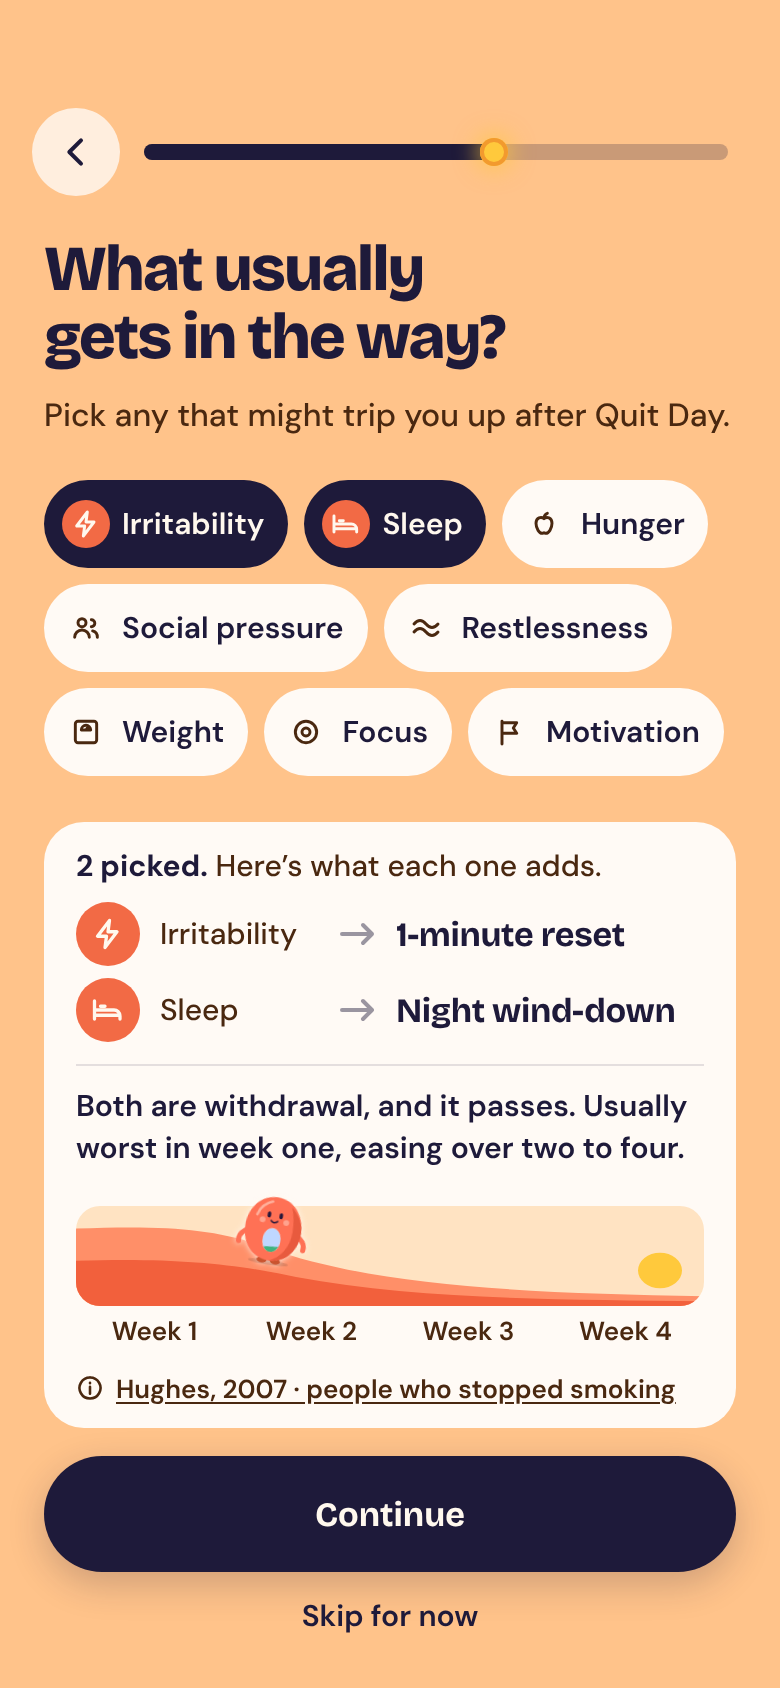 What usually
gets in the way?
Pick any that might trip you up after Quit Day.
Irritability
Sleep
Hunger
Social pressure
Restlessness
Weight
Focus
Motivation
2 picked. Here’s what each one adds.
Irritability → 1-minute reset
Sleep → Night wind-down
Both are withdrawal, and it passes. Usually
worst in week one, easing over two to four.
Week 1 Week 2 Week 3 Week 4
Hughes, 2007 · people who stopped smoking
Continue
Skip for now